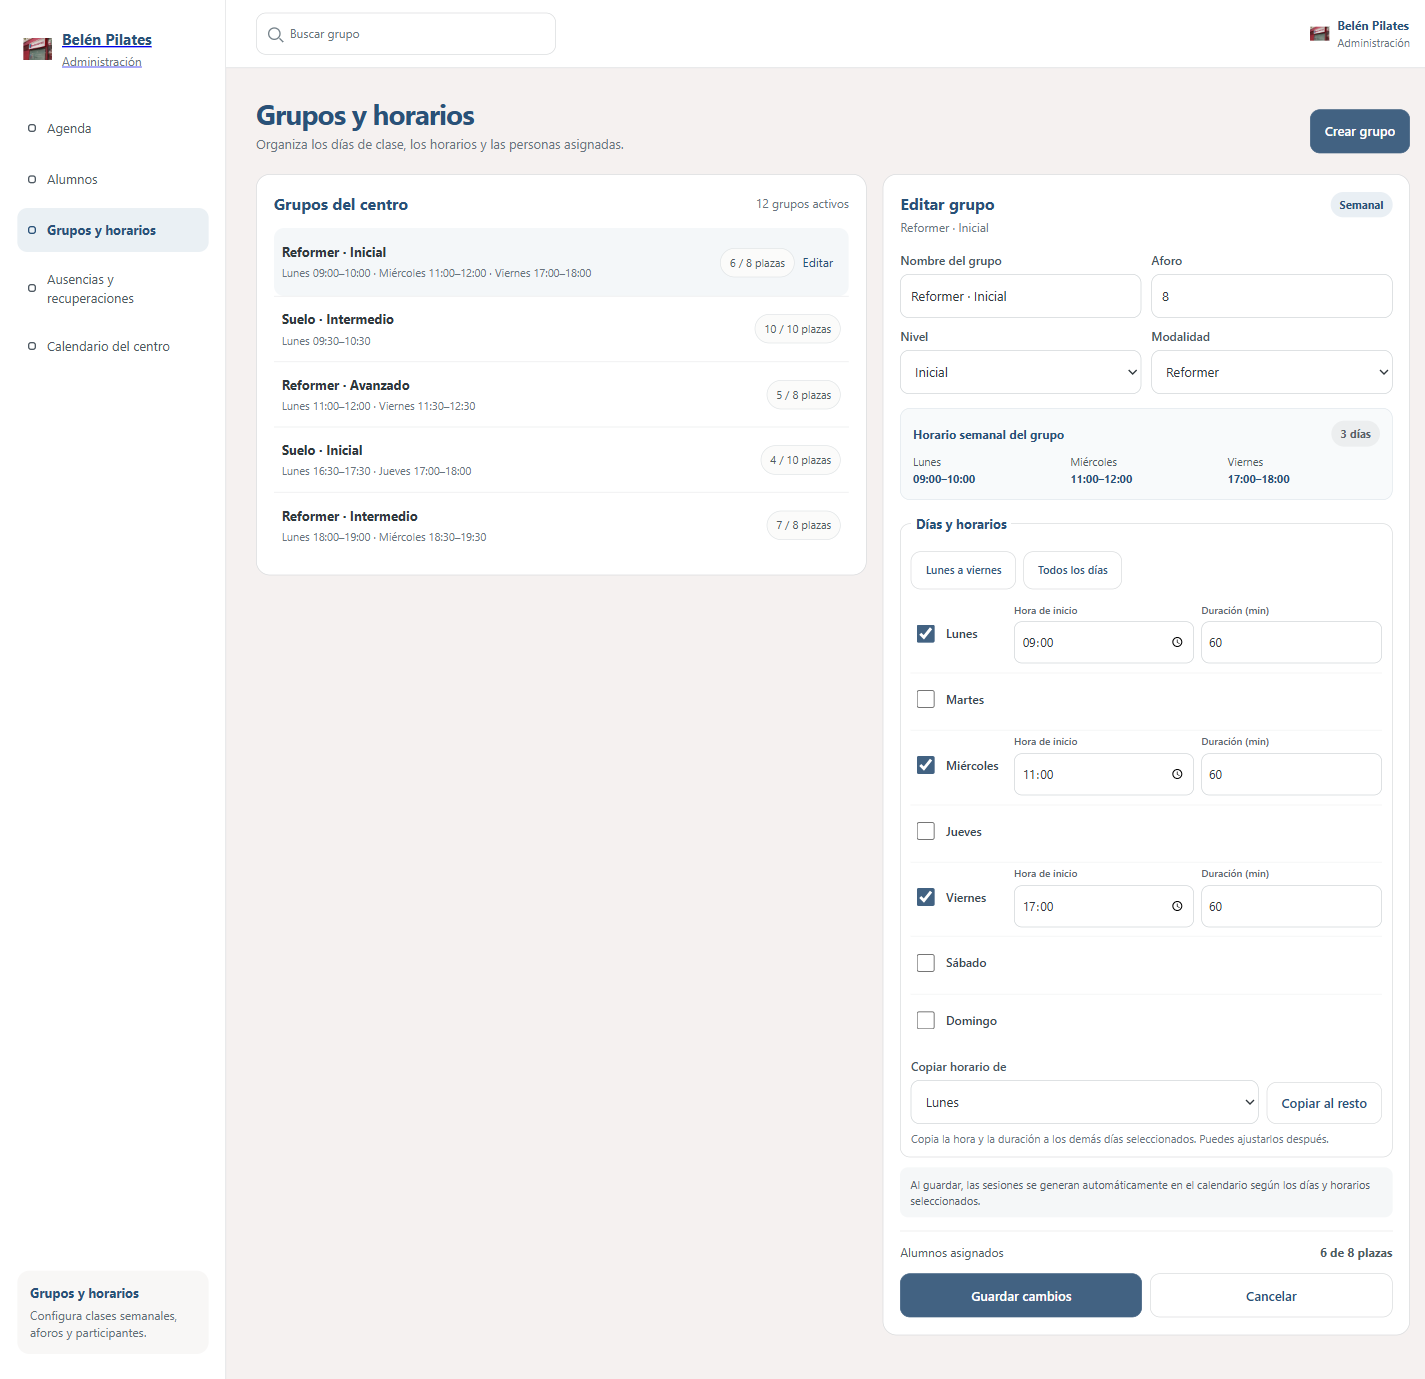 Belén Pilates
Administración
Agenda
Alumnos
Grupos y horarios
Ausencias y
recuperaciones
Calendario del centro
Grupos y horarios
Configura clases semanales,
aforos y participantes.
Buscar grupo
Belén Pilates
Administración
Grupos y horarios
Organiza los días de clase, los horarios y las personas asignadas.
Crear grupo
Grupos del centro
12 grupos activos
Reformer · Inicial
Lunes 09:00–10:00 · Miércoles 11:00–12:00 · Viernes 17:00–18:00
6 / 8 plazas
Editar
Suelo · Intermedio
Lunes 09:30–10:30
10 / 10 plazas
Reformer · Avanzado
Lunes 11:00–12:00 · Viernes 11:30–12:30
5 / 8 plazas
Suelo · Inicial
Lunes 16:30–17:30 · Jueves 17:00–18:00
4 / 10 plazas
Reformer · Intermedio
Lunes 18:00–19:00 · Miércoles 18:30–19:30
7 / 8 plazas
Editar grupo
Semanal
Reformer · Inicial
Nombre del grupo
Aforo
Reformer · Inicial
8
Nivel
Modalidad
Inicial
Reformer
Horario semanal del grupo
3 días
Lunes
Miércoles
Viernes
09:00–10:00
11:00–12:00
17:00–18:00
Días y horarios
Lunes a viernes
Todos los días
Hora de inicio
Duración (min)
Lunes
09:00
60
Martes
Hora de inicio
Duración (min)
Miércoles
11:00
60
Jueves
Hora de inicio
Duración (min)
Viernes
17:00
60
Sábado
Domingo
Copiar horario de
Lunes
Copiar al resto
Copia la hora y la duración a los demás días seleccionados. Puedes ajustarlos después.
Al guardar, las sesiones se generan automáticamente en el calendario según los días y horarios
seleccionados.
Alumnos asignados
6 de 8 plazas
Guardar cambios
Cancelar